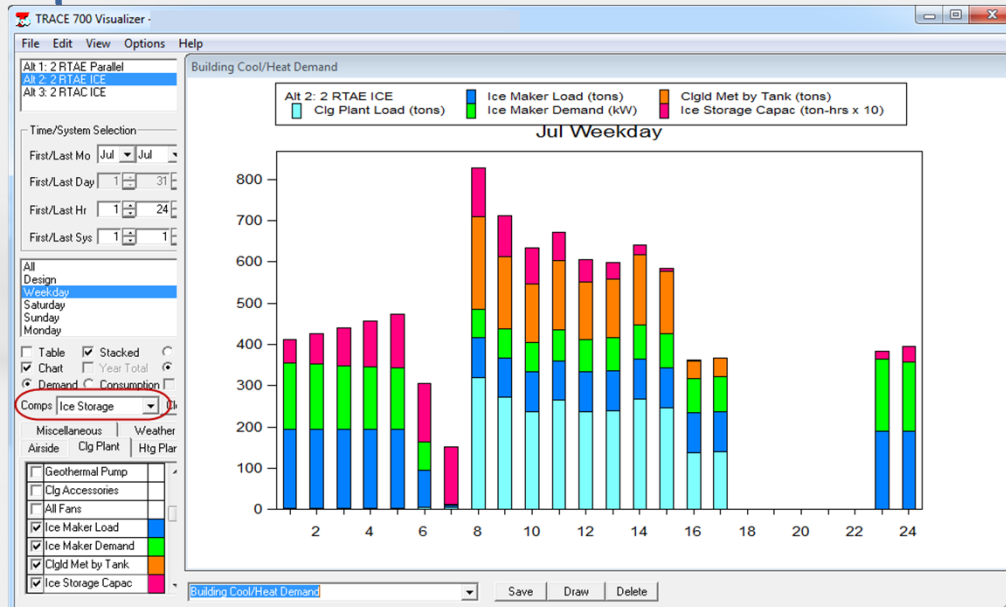 TRACE 700 Visualizer -
File Edit View Options Help
Alt 1: 2 RTAE Parallel
Alt 2: 2 RTAE ICE
Alt 3: 2 RTAC ICE
Time/System Selection
First/Last Mo Jul Jul
First/Last Day 1 31
First/Last Hr 1 24
First/Last Sys 1 1
All
Design
Weekday
Saturday
Sunday
Monday
Table Stacked
Chart Year Total
Demand Consumption
Comps Ice Storage
Miscellaneous Weather
Airside Clg Plant Htg Plan
Geothermal Pump
Clg Accessories
All Fans
Ice Maker Load
Ice Maker Demand
Clgld Met by Tank
Ice Storage Capac
Building Cool/Heat Demand
Alt 2: 2 RTAE ICE Ice Maker Load (tons) Clgld Met by Tank (tons)
Clg Plant Load (tons) Ice Maker Demand (kW) Ice Storage Capac (ton-hrs x 10)
Jul Weekday
800
700
600
500
400
300
200
100
0
2 4 6 8 10 12 14 16 18 20 22 24
Building Cool/Heat Demand Save Draw Delete